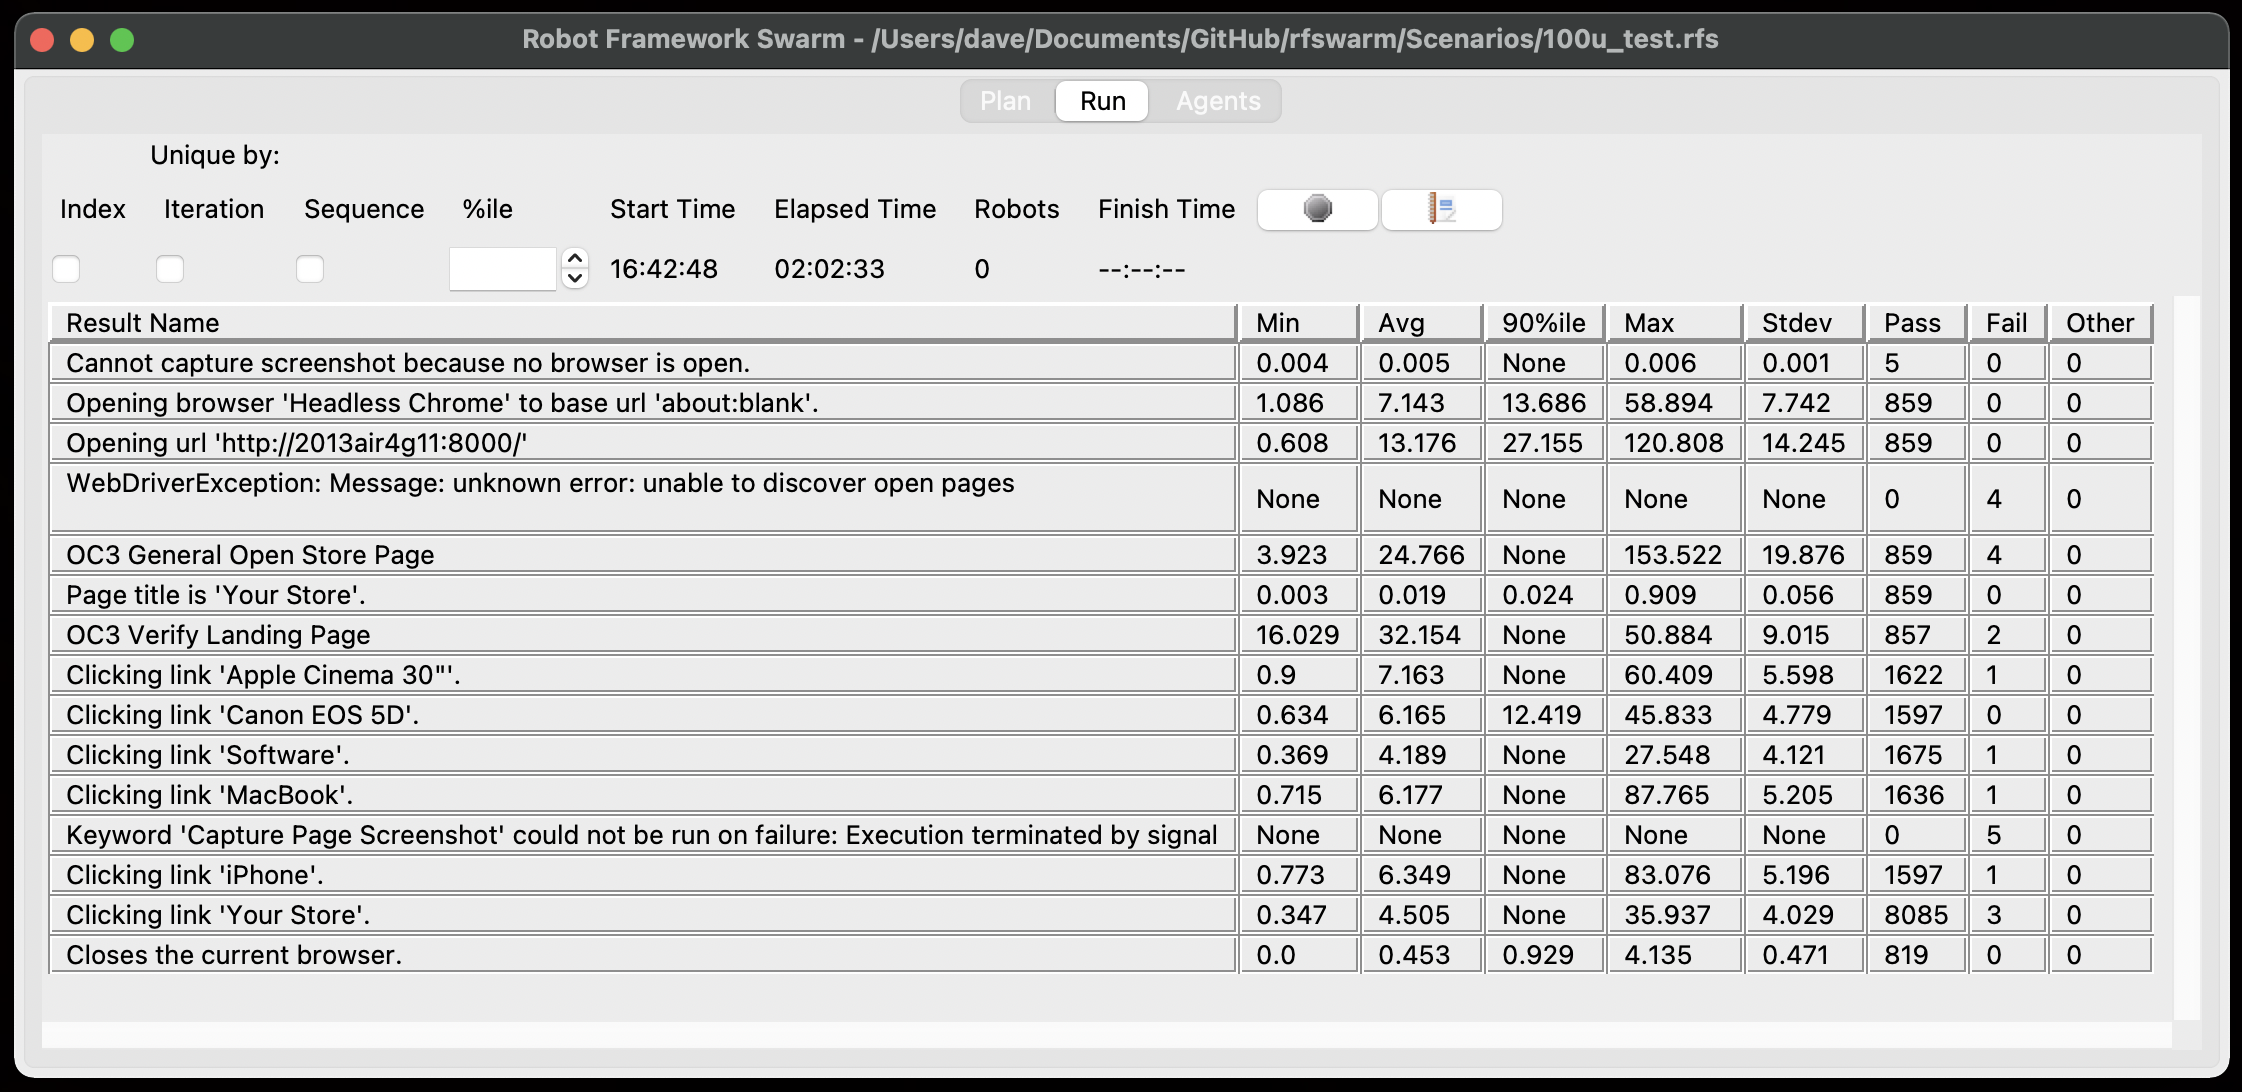 Robot Framework Swarm - /Users/dave/Documents/GitHub/rfswarm/Scenarios/100u_test.rfs
Plan Run Agents
Unique by:
Index Iteration Sequence %ile Start Time Elapsed Time Robots Finish Time
16:42:48 02:02:33 0 --:--:--
Result Name Min Avg 90%ile Max Stdev Pass Fail Other
Cannot capture screenshot because no browser is open. 0.004 0.005 None 0.006 0.001 5 0 0
Opening browser 'Headless Chrome' to base url 'about:blank'. 1.086 7.143 13.686 58.894 7.742 859 0 0
Opening url 'http://2013air4g11:8000/' 0.608 13.176 27.155 120.808 14.245 859 0 0
WebDriverException: Message: unknown error: unable to discover open pages None None None None None 0 4 0
OC3 General Open Store Page 3.923 24.766 None 153.522 19.876 859 4 0
Page title is 'Your Store'. 0.003 0.019 0.024 0.909 0.056 859 0 0
OC3 Verify Landing Page 16.029 32.154 None 50.884 9.015 857 2 0
Clicking link 'Apple Cinema 30"'. 0.9 7.163 None 60.409 5.598 1622 1 0
Clicking link 'Canon EOS 5D'. 0.634 6.165 12.419 45.833 4.779 1597 0 0
Clicking link 'Software'. 0.369 4.189 None 27.548 4.121 1675 1 0
Clicking link 'MacBook'. 0.715 6.177 None 87.765 5.205 1636 1 0
Keyword 'Capture Page Screenshot' could not be run on failure: Execution terminated by signal None None None None None 0 5 0
Clicking link 'iPhone'. 0.773 6.349 None 83.076 5.196 1597 1 0
Clicking link 'Your Store'. 0.347 4.505 None 35.937 4.029 8085 3 0
Closes the current browser. 0.0 0.453 0.929 4.135 0.471 819 0 0